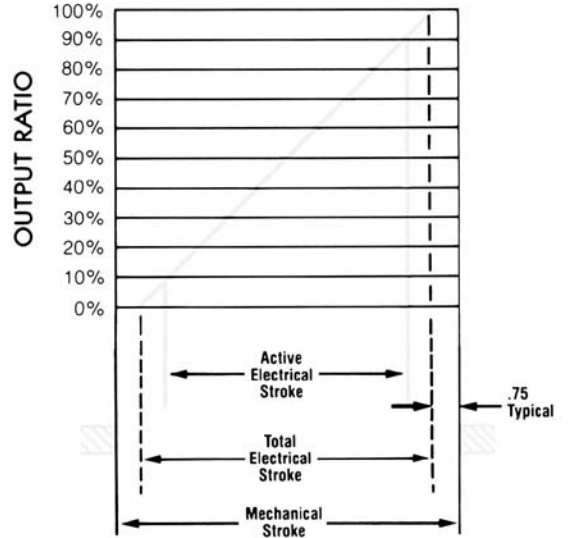 100%
90%
80%
70%
60%
50%
40%
30%
20%
10%
0%
OUTPUT RATIO
Active
Electrical
Stroke
.75
Typical
Total
Electrical
Stroke
Mechanical
Stroke